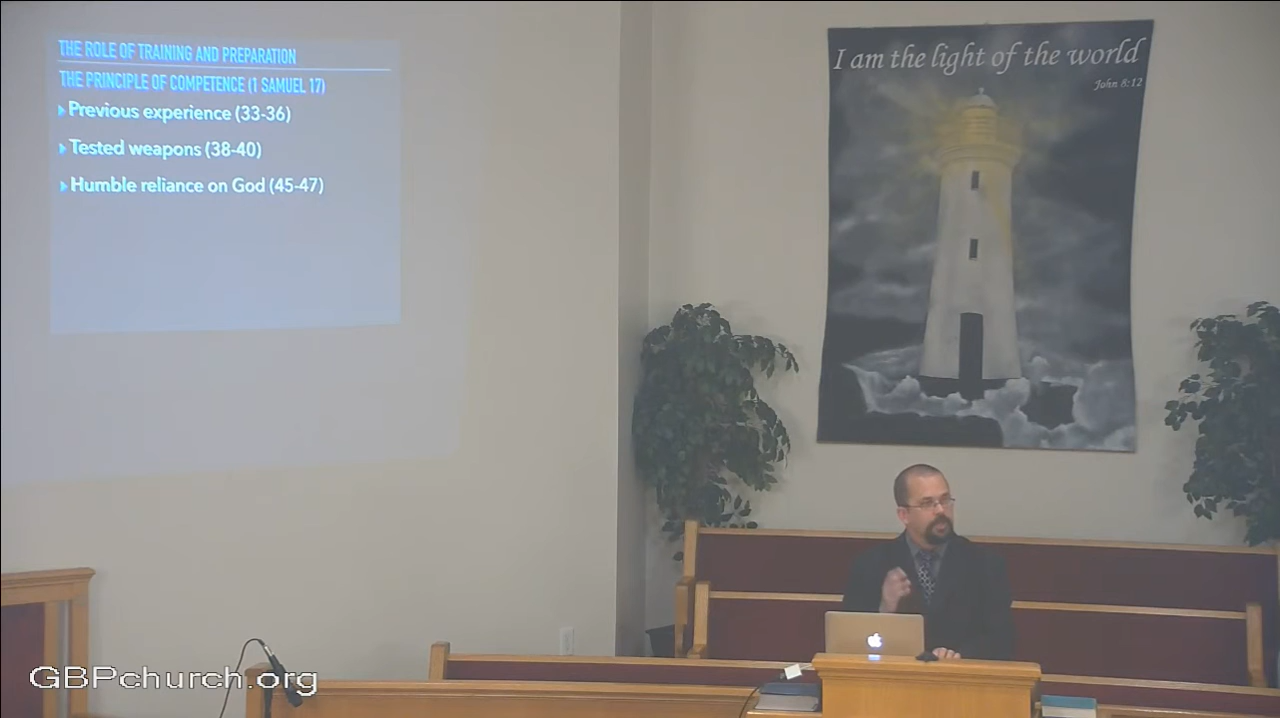 THE ROLE OF TRAINING AND PREPARATION
THE PRINCIPLE OF COMPETENCE (1 SAMUEL 17)
Previous experience (33-36)
Tested weapons (38-40)
Humble reliance on God (45-47)
I am the light of the world
John 8:12
GBPchurch.org